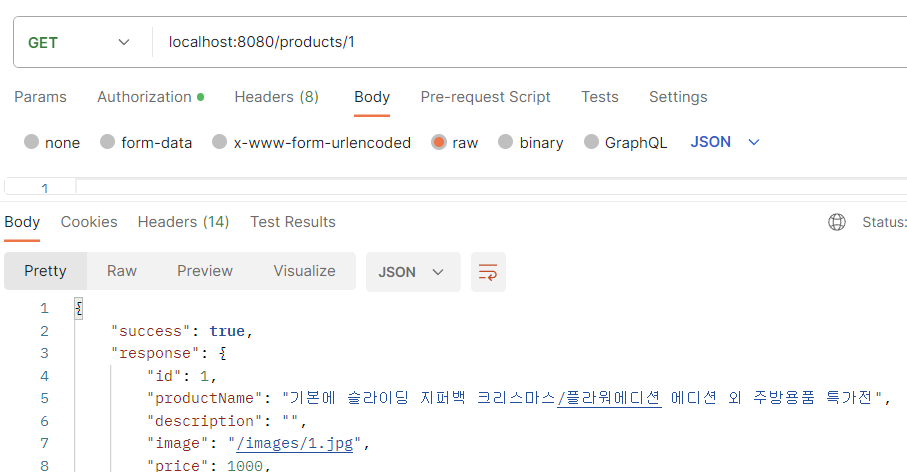 GET localhost:8080/products/1
Params Authorization Headers (8) Body Pre-request Script Tests Settings
none form-data x-www-form-urlencoded raw binary GraphQL JSON
1
Body Cookies Headers (14) Test Results Status:
Pretty Raw Preview Visualize JSON
1 {
2 "success": true,
3 "response": {
4 "id": 1,
5 "productName": "기본에 슬라이딩 지퍼백 크리스마스/플라워에디션 에디션 외 주방용품 특가전",
6 "description": "",
7 "image": "/images/1.jpg",
8 "price": 1000,